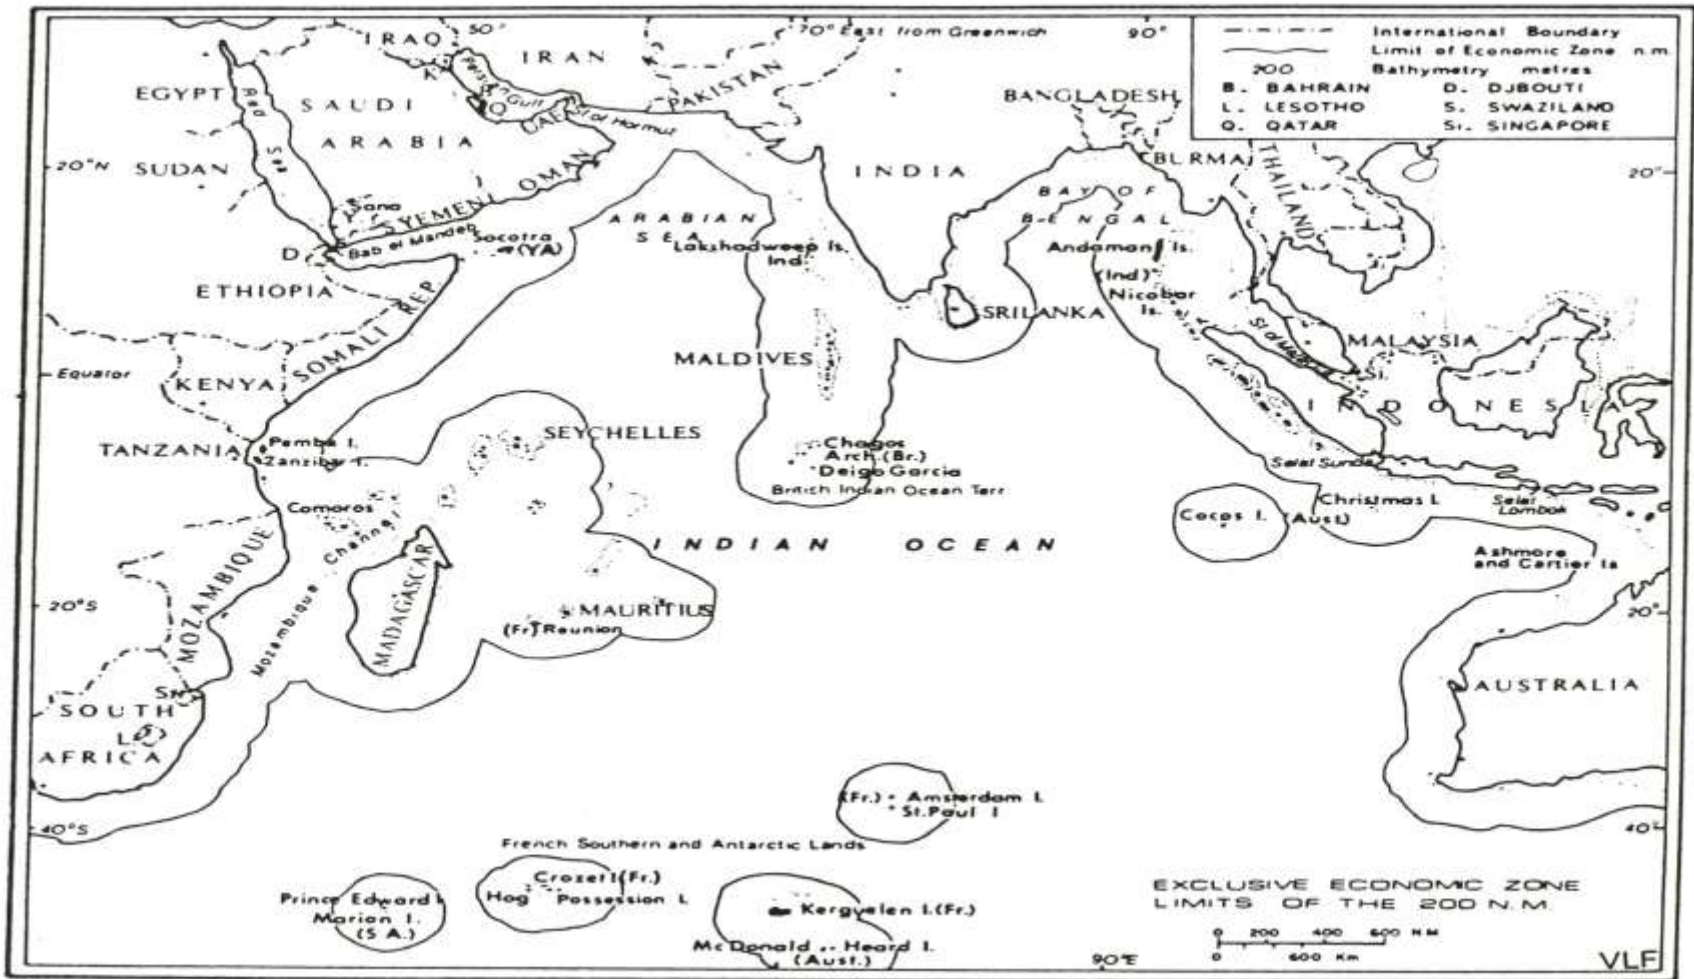 50°
70° East from Greenwich
90°
International Boundary
Limit of Economic Zone n.m.
200 Bathymetry metres
B. BAHRAIN D. DJBOUTI
L. LESOTHO S. SWAZILAND
Q. QATAR Si. SINGAPORE
IRAQ
IRAN
PAKISTAN
BANGLADESH
EGYPT
Red Sea
SAUDI ARABIA
Persian Gulf
K
Q
UAE
St of Hormuz
20°N
SUDAN
OMAN
INDIA
BURMA
THAILAND
20°
Sana
YEMEN
S
BAY OF
BENGAL
ARABIAN
SEA
D
Bab el Mandeb
Socotra
(YA)
Lakshadweep Is.
Ind
Andaman Is.
(Ind)
Nicobar
Is.
ETHIOPIA
SOMALI REP
SRILANKA
St of
MALAYSIA
MALDIVES
Equator
KENYA
Si.
INDONESIA
TANZANIA
Pemba I
Zanzibar I.
SEYCHELLES
Chagos
Arch.(Br.)
Deigo Garcia
British Indian Ocean Terr
Selat Sunda
Comoros
Cocos I. (Aust)
Christmas I.
Selat
Lombok
Mozambique Channel
INDIAN OCEAN
Ashmore
and Cartier Is
MOZAMBIQUE
MADAGASCAR
20°S
MAURITIUS
(Fr) Reunion
20°
S
SOUTH
AFRICA
L
AUSTRALIA
(Fr.) Amsterdam I.
St.Paul I
40°S
40°
French Southern and Antarctic Lands
Crozet I (Fr.)
Hog Possession I.
Prince Edward I.
Marion I.
(S A.)
Kerguelen I.(Fr)
McDonald Heard I.
(Aust.)
EXCLUSIVE ECONOMIC ZONE
LIMITS OF THE 200 N.M.
0 200 400 600 NM
0 600 Km
90°E
VLF